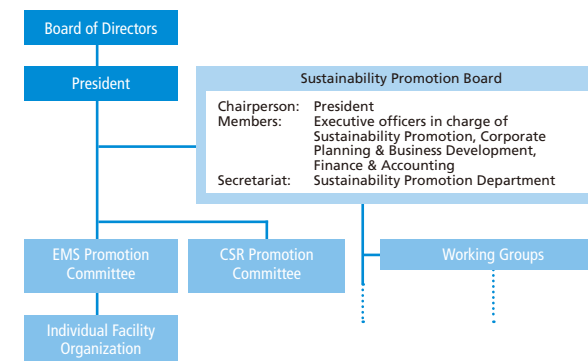 Board of Directors
President
Sustainability Promotion Board
Chairperson: President
Members: Executive officers in charge of
Sustainability Promotion, Corporate
Planning & Business Development,
Finance & Accounting
Secretariat: Sustainability Promotion Department
EMS Promotion
Committee
CSR Promotion
Committee
Working Groups
Individual Facility
Organization